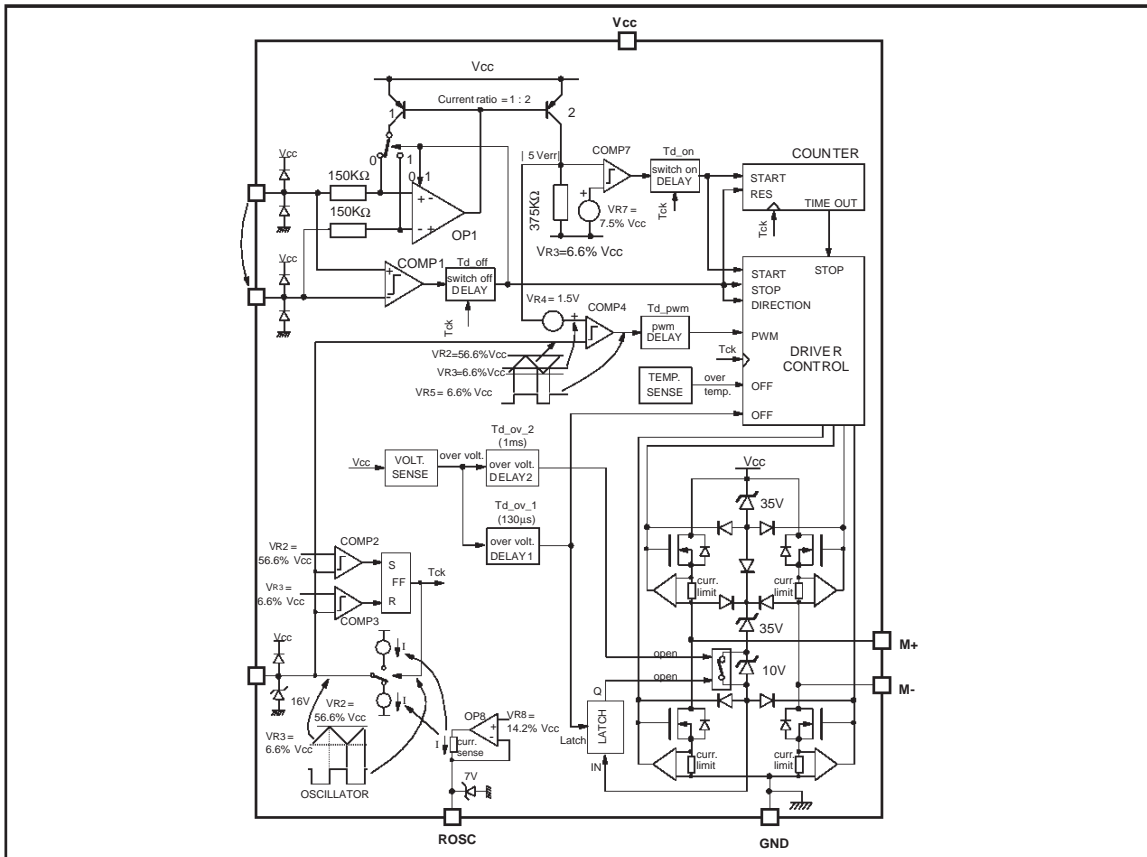 Vcc
Vcc
Current ratio = 1 : 2
1
2
| 5 Verr|
COMP7
Td_on
COUNTER
switch on
DELAY
START
RES
TIME OUT
Tck
Tck
Vcc
150KΩ
150KΩ
0
1
0
1
+ -
- +
OP1
375KΩ
+
VR7 =
7.5% Vcc
VR3=6.6% Vcc
Vcc
COMP1
+
-
Td_off
switch off
DELAY
Tck
START
STOP
STOP
DIRECTION
PWM
DRIVER
CONTROL
OFF
OFF
Tck
VR4= 1.5V
+
COMP4
Td_pwm
pwm
DELAY
VR2=56.6%Vcc
VR3=6.6%Vcc
VR5 = 6.6% Vcc
TEMP.
SENSE
over
temp.
Td_ov_2
(1ms)
Vcc
VOLT.
SENSE
over volt.
over volt.
DELAY2
Td_ov_1
(130µs)
over volt.
DELAY1
Vcc
35V
COMP2
VR2=
56.6% Vcc
S
FF
R
Tck
VR3=
6.6% Vcc
COMP3
curr.
limit
curr.
limit
35V
M+
open
10V
open
M-
Vcc
16V
I
I
VR2=
56.6% Vcc
VR3=
6.6% Vcc
OSCILLATOR
OP8
+
-
VR8=
14.2% Vcc
I
curr.
sense
7V
Q
LATCH
Latch
IN
curr.
limit
curr.
limit
ROSC
GND